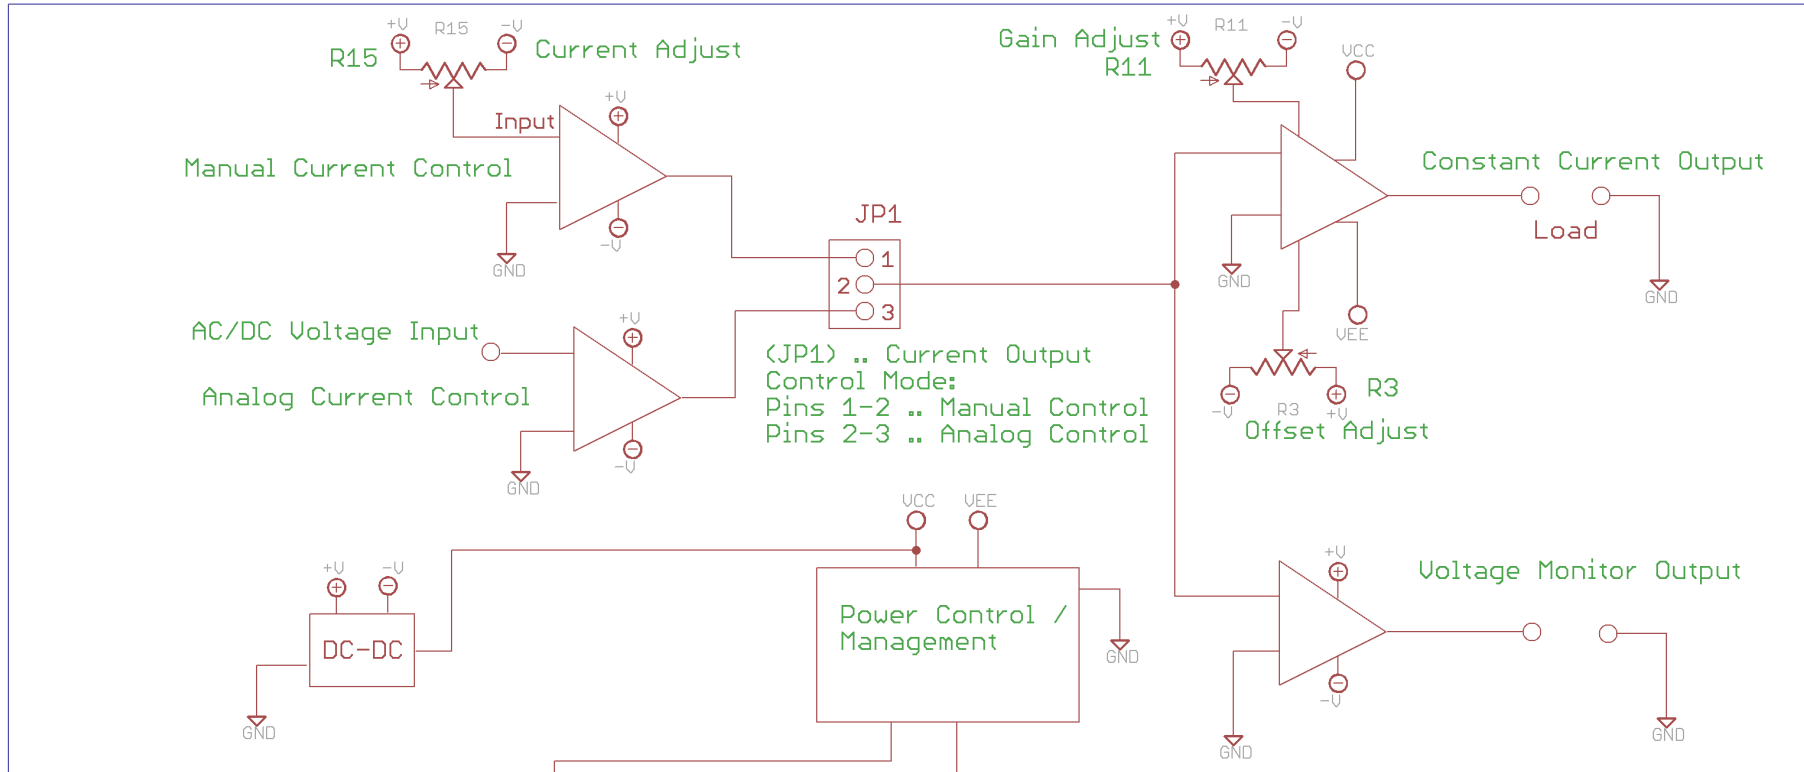 +V
R15
-V
R15
Current Adjust
+V
Input
Manual Current Control
-V
GND
JP1
1
2
3
AC/DC Voltage Input
+V
Analog Current Control
-V
GND
(JP1) .. Current Output
Control Mode:
Pins 1-2 .. Manual Control
Pins 2-3 .. Analog Control
+V
R11
-V
Gain Adjust
R11
VCC
Constant Current Output
Load
GND
GND
VEE
R3
-V
R3
+V
Offset Adjust
VCC
VEE
+V
-V
DC-DC
GND
Power Control /
Management
GND
+V
Voltage Monitor Output
-V
GND
GND